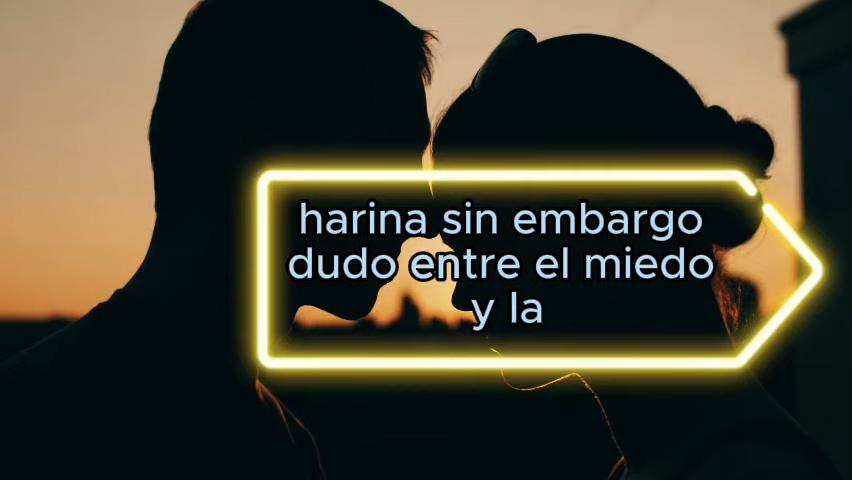 harina sin embargo
dudo entre el miedo
y la